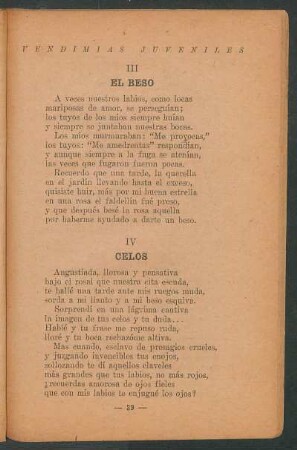 VENDIMIAS JUVENILES
III
EL BESO
A veces nuestros labios, como locas
mariposas de amor, se perseguían;
los tuyos de los míos siempre huían
y siempre se juntaban nuestras bocas.
Los míos murmuraban: "Me provocas,"
los tuyos: "Me amedrentas" respondían,
y aunque siempre a la fuga se atenían,
las veces que fugaron fueron pocas.
Recuerdo que una tarde, la querella
en el jardín llevando hasta el exceso,
quisiste huir, más por mi buena estrella
en una rosa el faldellín fué preso,
y que después besé la rosa aquella
por haberme ayudado a darte un beso.
IV
CELOS
Angustiada, llorosa y pensativa
bajo el rosal que nuestra cita escuda,
te hallé una tarde ante mis ruegos muda,
sorda a mi llanto y a mi beso esquiva.
Sorprendí en una lágrima cautiva
la imagen de tus celos y tu duda...
Hablé y tu frase me repuso ruda,
lloré y tu boca rechazóme altiva.
Mas cuando, esclavo de presagios crueles,
y juzgando invencibles tus enojos,
sollozando te dí aquellos claveles
más grandes que tus labios, no más rojos,
¿recuerdas amorosa de ojos fieles
que con mis labios te enjugué los ojos?
— 29 —